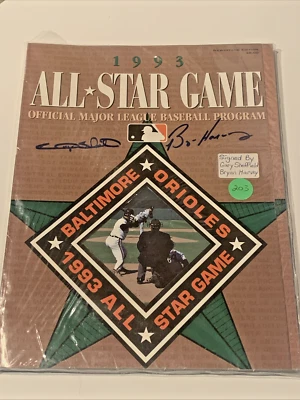 1993
ALL★STAR GAME
OFFICIAL MAJOR LEAGUE BASEBALL PROGRAM
Signed By
Gary Sheffield
Bryan Harvey
203
BALTIMORE
ORIOLES
1993 ALL
STAR GAME